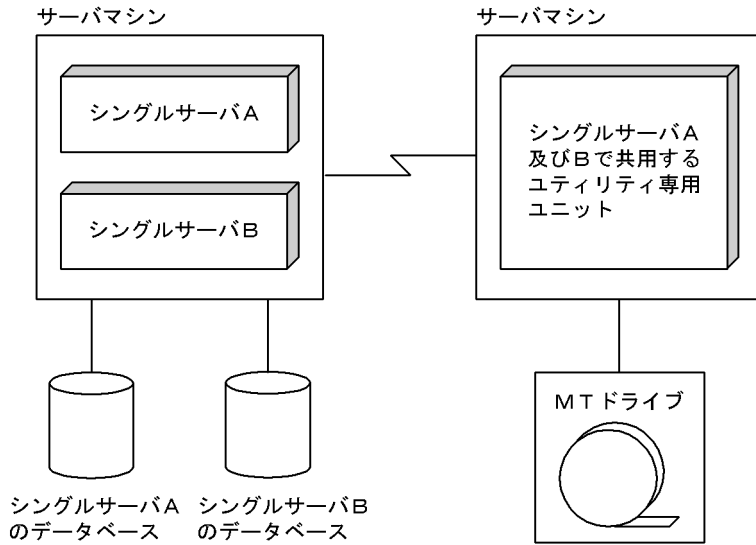 サーバマシン
シングルサーバA
シングルサーバB
シングルサーバA
のデータベース
シングルサーバB
のデータベース
サーバマシン
シングルサーバA
及びBで共用する
ユティリティ専用
ユニット
MTドライブ